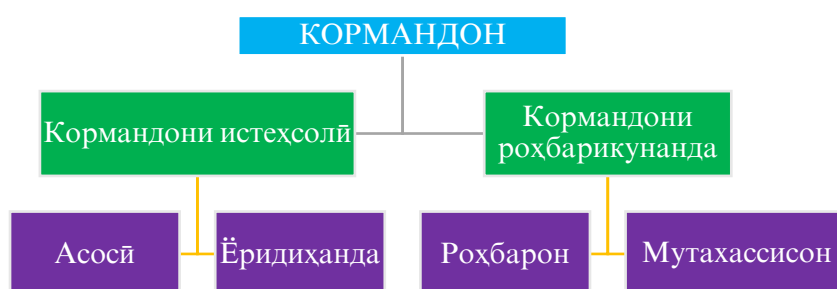 КОРМАНДОН
Кормандони истеҳсолӣ
Кормандони
роҳбарикунанда
Асосӣ
Ёридиҳанда
Роҳбарон
Мутахассисон